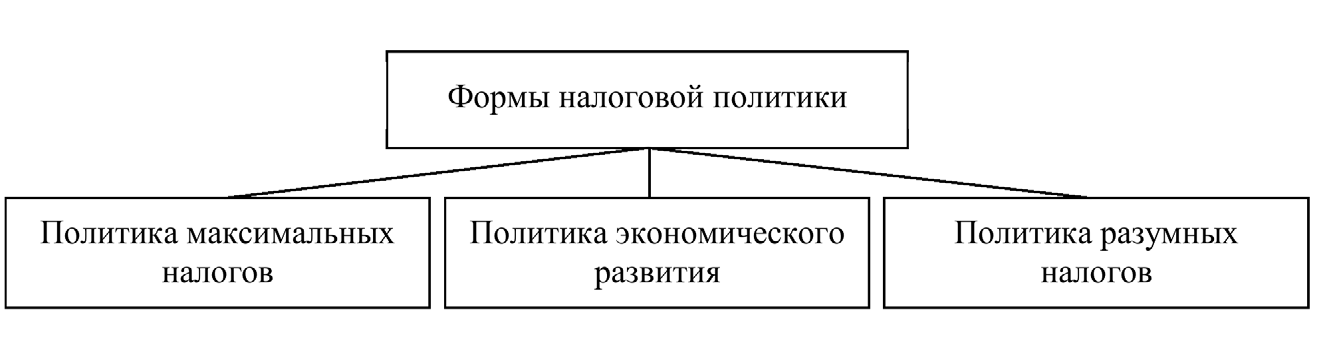 Формы налоговой политики
Политика максимальных
налогов
Политика экономического
развития
Политика разумных
налогов